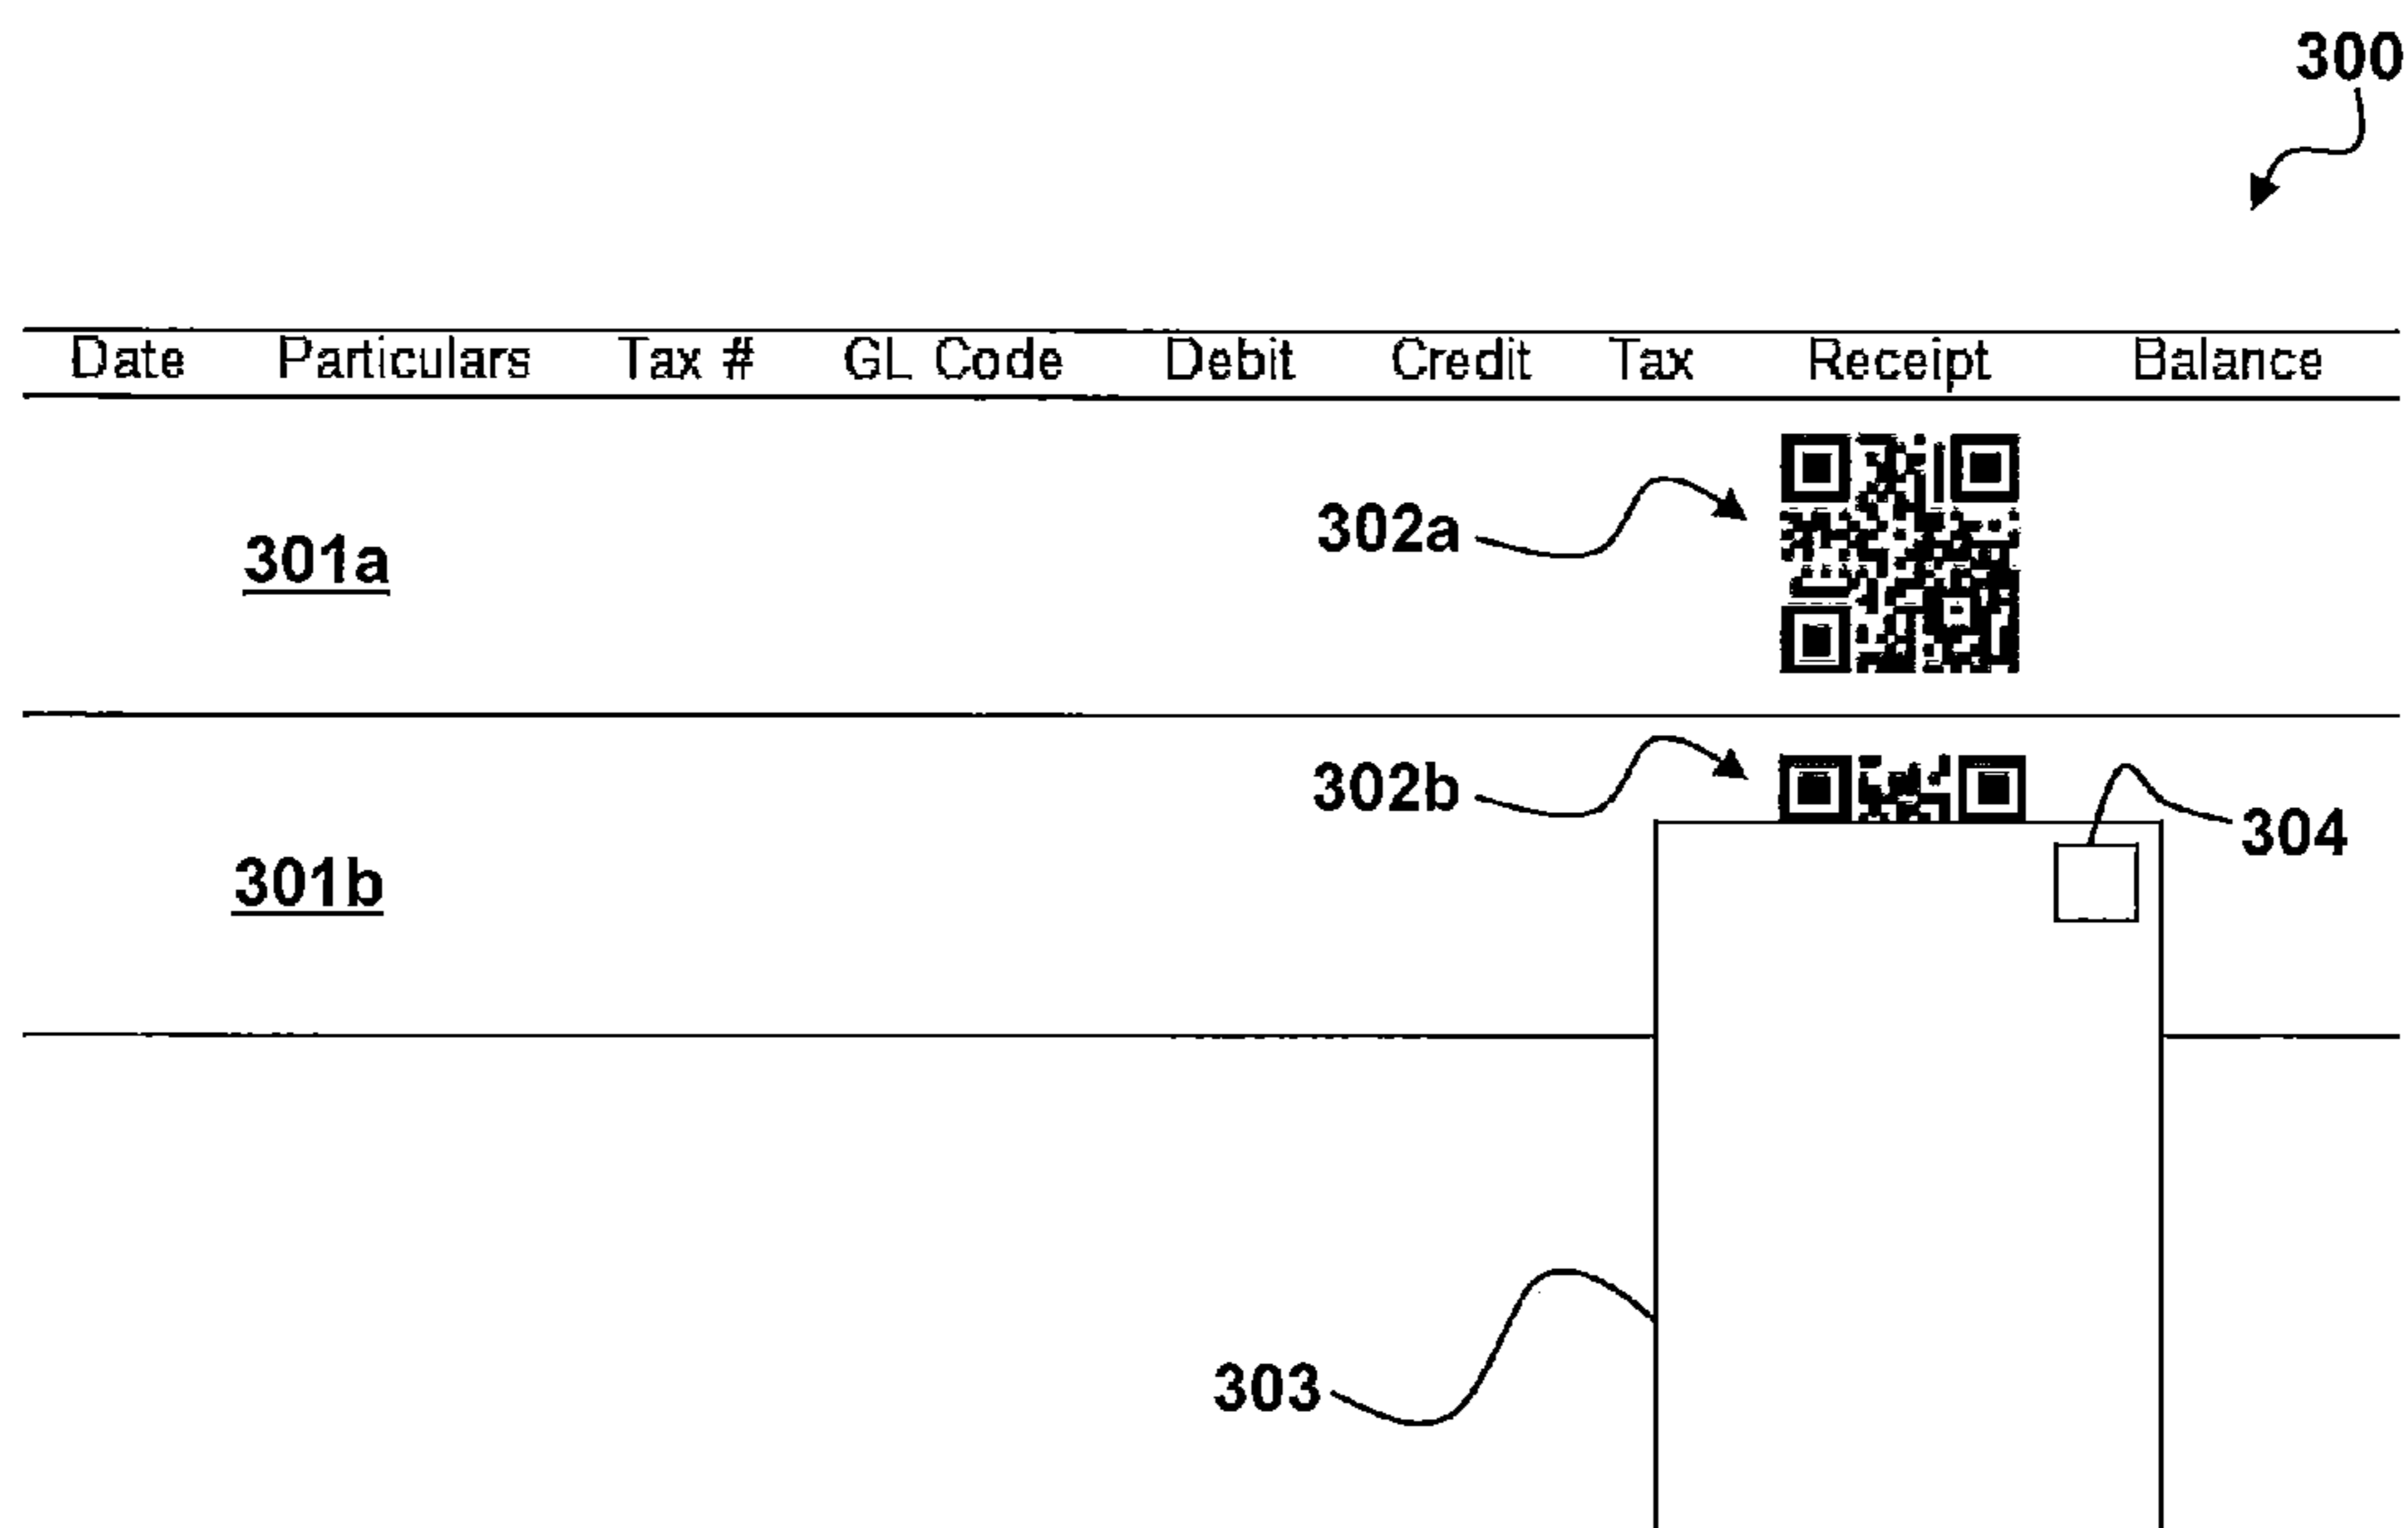 300
Date Particulars Tax # GL Code Debit Credit Tax Receipt Balance
302a
301a
302b
304
301b
303